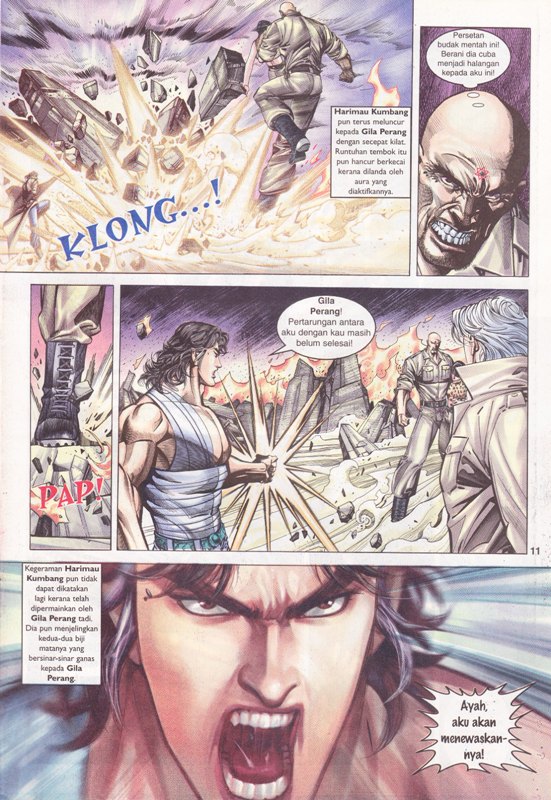 Harimau Kumbang
pun terus meluncur
kepada Gila Perang
dengan secepat kilat.
Runtuhan tembok itu
pun hancur berkecai
kerana dilanda oleh
aura yang
diaktifkannya.
KLONG...!
Persetan
budak mentah ini!
Berani dia cuba
menjadi halangan
kepada aku ini!
PAP!
Gila
Perang!
Pertarungan antara
aku dengan kau masih
belum selesai!
11
Kegeraman Harimau
Kumbang pun tidak
dapat dikatakan
lagi kerana telah
dipermainkan oleh
Gila Perang tadi.
Dia pun menjelingkan
kedua-dua biji
matanya yang
bersinar-sinar ganas
kepada Gila
Perang.
Ayah,
aku akan
menewaskan-
nya!